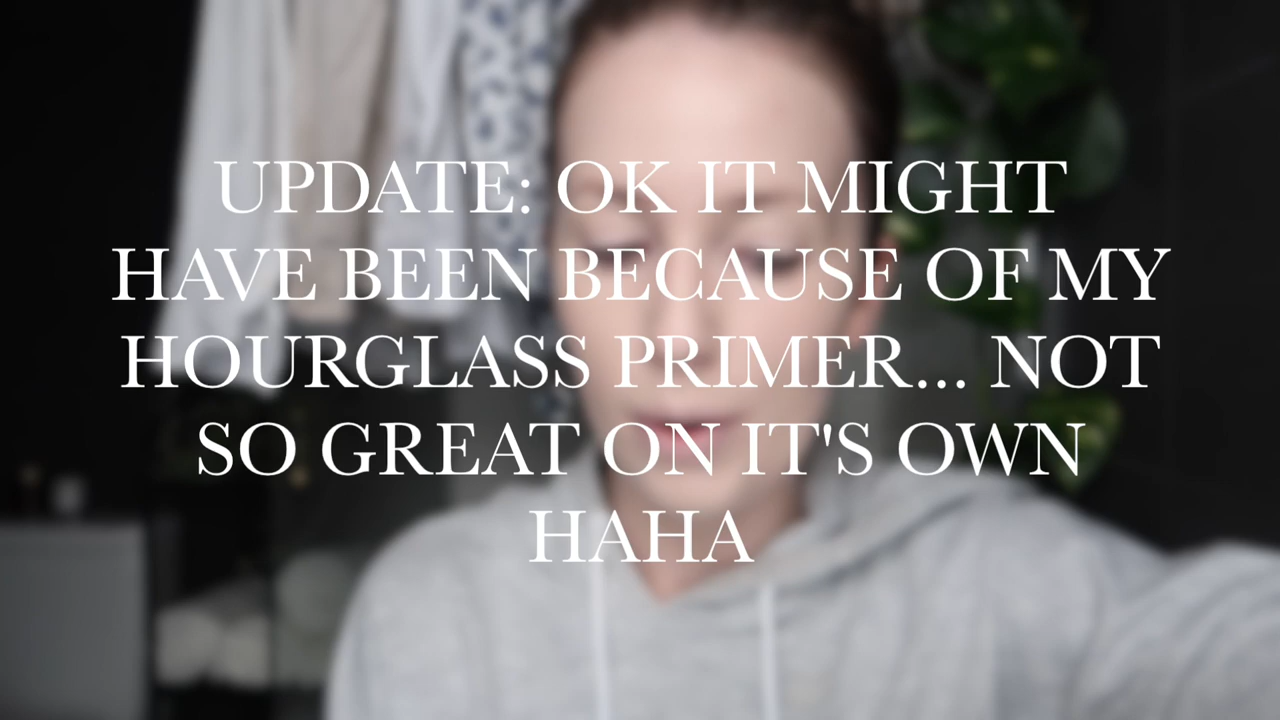 UPDATE: OK IT MIGHT
HAVE BEEN BECAUSE OF MY
HOURGLASS PRIMER... NOT
SO GREAT ON IT'S OWN
HAHA